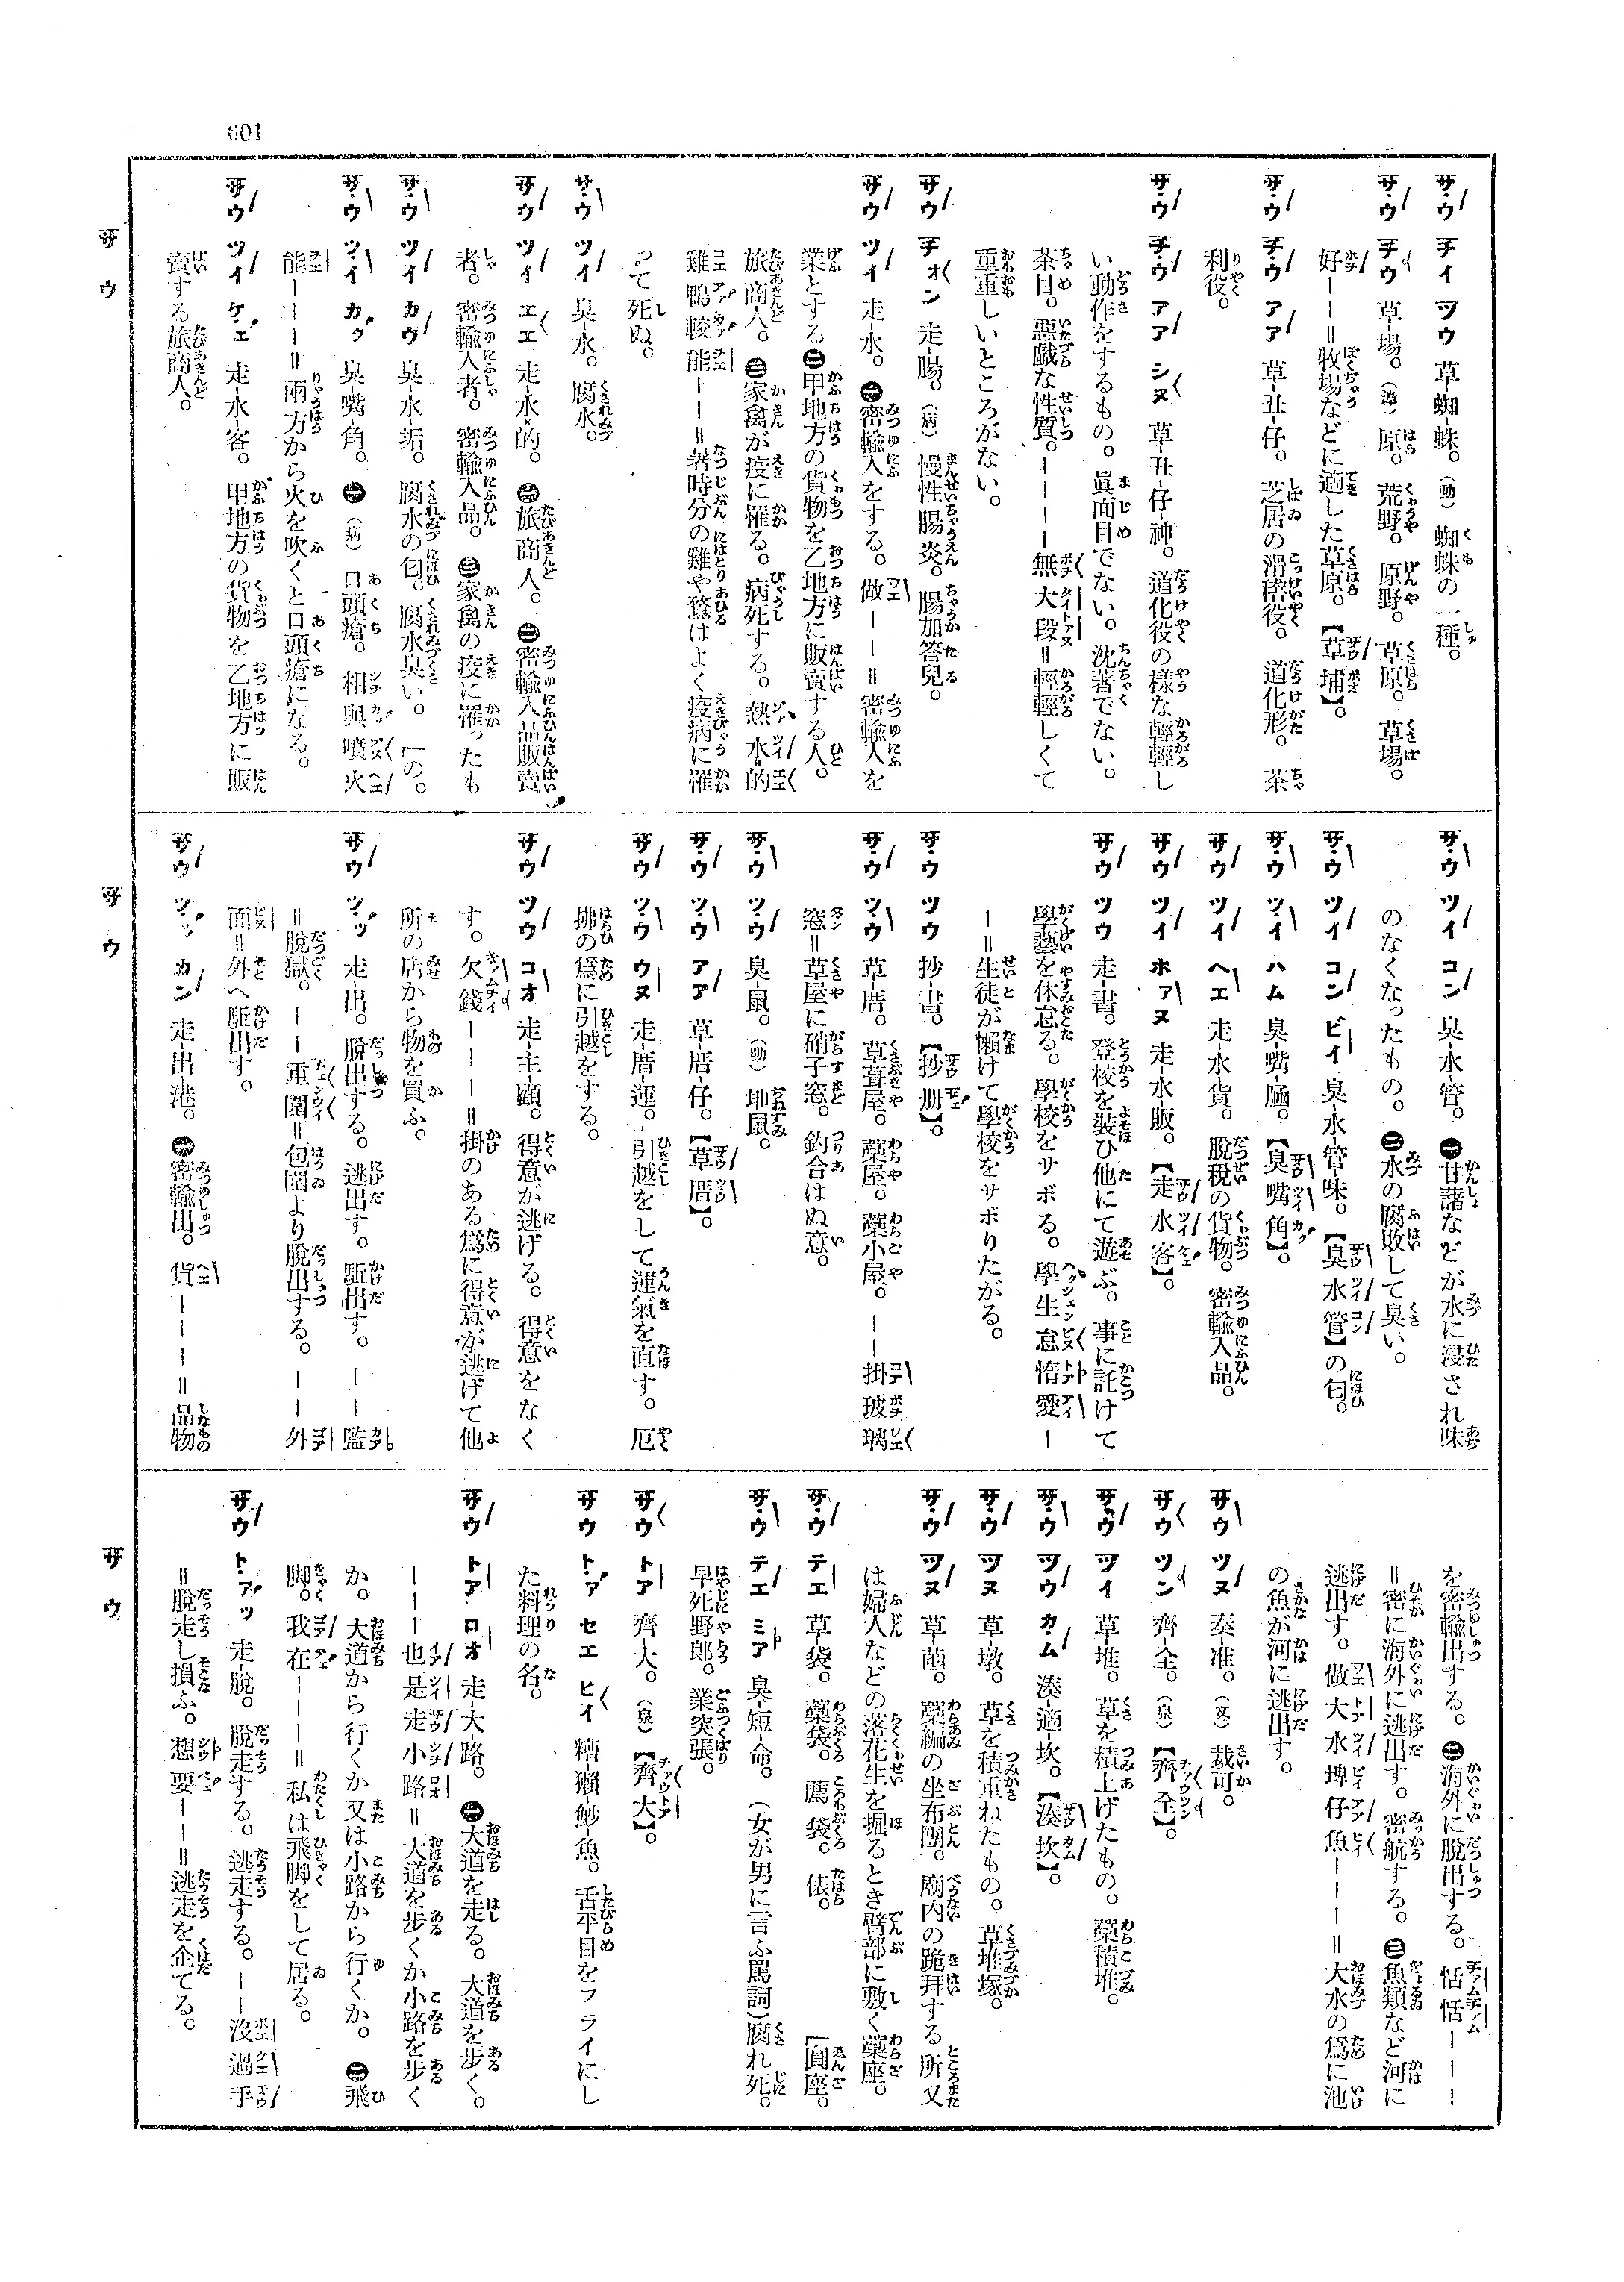 601
サウ チイ ツウ 草-蜘-蛛。(動)蜘蛛の一種。
サウ チウ 草-場。(漳)原。荒野。原野。草原。草場。
好——＝牧場などに適した草原。【草埔】。
サウ チウ アア 草-丑-仔。芝居の滑稽役。道化形。茶
利役。
サウ チウ アア シヌ 草-丑-仔-神。道化役の樣な輕輕し
い動作をするもの。眞面目でない。沈著でない。
茶目。惡戲な性質。————無大段＝輕輕しくて
重重しいところがない。
サウ チオン 走-腸。(病)慢性腸炎。腸加答兒。
サウ ツイ 走-水。㊀密輸入をする。做——＝密輸入を
業とする㊁甲地方の貨物を乙地方に販賣する人。
旅商人。㊂家禽が疫に罹る。病死する。熱水的
雞鴨較能——＝暑時分の雞や鶩はよく疫病に罹
って死ぬ。
サウ ツイ 臭-水。腐水。
サウ ツイ エエ 走-水-的。㊀旅商人。㊁密輸入品販賣
者。密輸入者。密輸入品。㊂家禽の疫に罹ったも
サウ ツイ カウ 臭-水-垢。腐水の匂。腐水臭い。「の。
サウ ツイ カク 臭-嘴-角。㊀(病)口頭瘡。相與噴火
能———＝兩方から火を吹くと口頭瘡になる。
サウ ツイ ケエ 走-水-客。甲地方の貨物を乙地方に販
賣する旅商人。
サウ ツイ コン 臭-水-管。㊀甘藷などが水に浸され味
のなくなったもの。㊁水の腐敗して臭い。
サウ ツイ コン ビイ 臭-水-管-味。【臭水管】の匂。
サウ ツイ ハム 臭-嘴-𦛨。【臭嘴角】。
サウ ツイ ヘエ 走-水-貨。脫稅の貨物。密輸入品。
サウ ツイ ホアヌ 走-水-販。【走水客】。
サウ ツウ 走-書。登校を裝ひ他にて遊ぶ。事に託けて
學藝を休怠る。學校をサボる。學生怠惰愛—
—＝生徒が懶けて學校をサボりたがる。
サウ ツウ 抄-書。【抄册】。
サウ ツウ 草-厝。草葺屋。藁屋。藁小屋。——掛玻璃
窓＝草屋に硝子窓。釣合はぬ意。
サウ ツウ 臭-鼠。(動)地鼠。
サウ ツウ アア 草-厝-仔。【草厝】。
サウ ツウ ウヌ 走-厝-運。引越をして運氣を直す。厄
拂の爲に引越をする。
サウ ツウ コオ 走-主-顧。得意が逃げる。得意をなく
す。欠錢———＝掛のある爲に得意が逃げて他
所の店から物を買ふ。
サウ ツッ 走-出。脫出する。逃出す。駈出す。——監
＝脫獄。——重圍＝包圍より脫出する。——外
面＝外へ駈出す。
サウ ツッ カン 走-出-港。㊀密輸出。貨———＝品物
を密輸出する。㊁海外に脫出する。恬恬———
＝密に海外に逃出す。密航する。㊂魚類など河に
逃出す。做大水埤仔魚———＝大水の爲に池
の魚が河に逃出す。
サウ ツヌ 奏-准。(文)裁可。
サウ ツン 齊-全。(泉)【齊全】。
サウ ツイ 草-堆。草を積上げたもの。藁積堆。
サウ ツウ カム 湊-適-坎。【湊坎】。
サウ ツヌ 草-墩。草を積重ねたもの。草堆塚。
サウ ツヌ 草-𦽄。藁編の坐布團。廟內の跪拜する所又
は婦人などの落花生を掘るとき臀部に敷く藁座。
サウ テエ 草-袋。藁袋。薦袋。俵。「圓座。
サウ テエ ミア 臭-短-命。(女が男に言ふ罵詞)腐れ死。
早死野郎。業突張。
サウ トア 齊-大。(泉)【齊大】。
サウ トア セエ ヒイ 糟-獺-魦-魚。舌平目をフライにし
た料理の名。
サウ トア ロオ 走-大-路。㊀大道を走る。大道を步く。
———也是走小路＝大道を步くか小路を步く
か。大道から行くか又は小路から行くか。㊁飛
脚。我在———＝私は飛脚をして居る。
サウ トアッ 走-脫。脫走する。逃走する。——沒過手
＝脫走し損ふ。想要——＝逃走を企てる。
サウ
サウ
サウ